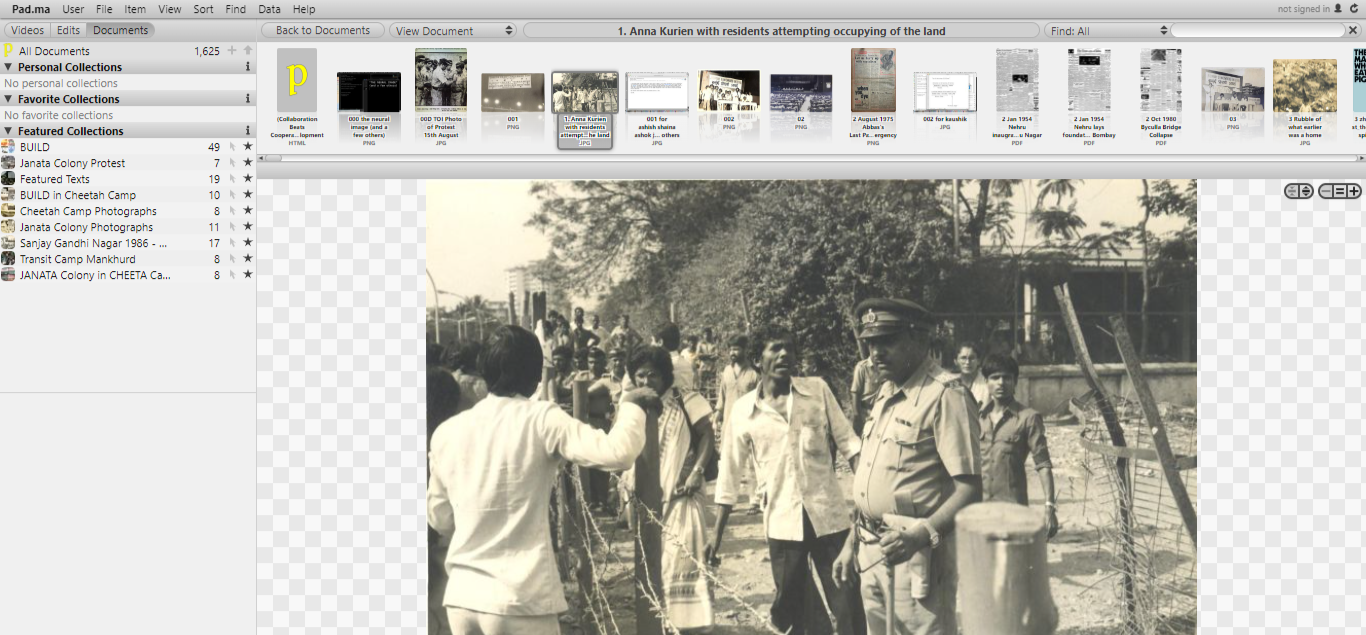 Pad.ma User File Item View Sort Find Data Help not signed in
Videos Edits Documents Back to Documents View Document 1. Anna Kurien with residents attempting occupying of the land Find: All
All Documents 1,625
Personal Collections
No personal collections
Favorite Collections
No favorite collections
Featured Collections
BUILD 49
Janata Colony Protest 7
Featured Texts 19
BUILD in Cheetah Camp 10
Cheetah Camp Photographs 8
Janata Colony Photographs 11
Sanjay Gandhi Nagar 1986 - ... 17
Transit Camp Mankhurd 8
JANATA Colony in CHEETA Ca... 8
p
(Collaboration
Beats
Coopera...lopment
HTML
000 the neural
image (and a
few others)
PNG
00D TOI Photo
of Protest
15th August
JPG
001
PNG
1. Anna Kurien
with residents
attempt...he land
JPG
001 for
ashish shaina
ashok j... others
JPG
002
PNG
02
PNG
2 August 1975
Abbas's
Last Pa... ergency
PNG
002 for kaushik
JPG
2 Jan 1954
Nehru
inaugra... u Nagar
PDF
2 Jan 1954
Nehru lays
foundat... Bombay
PDF
2 Oct 1980
Byculla Bridge
Collapse
PDF
03
PNG
3 Rubble of
what earlier
was a home
JPG